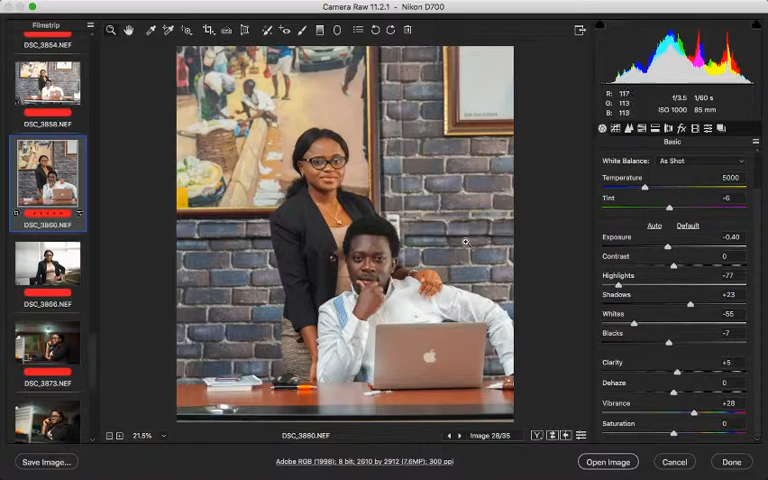 Camera Raw 11.2.1 - Nikon D700
Filmstrip
DSC_3854.NEF
DSC_3858.NEF
DSC_3860.NEF
DSC_3866.NEF
DSC_3873.NEF
21.5%
DSC_3860.NEF
Image 28/35
R: 117
G: 113
B: 113
f/3.5 1/60 s
ISO 1000 85 mm
fx
Basic
White Balance: As Shot
Temperature 5000
Tint -6
Auto Default
Exposure -0.40
Contrast 0
Highlights -77
Shadows +23
Whites -55
Blacks -7
Clarity +5
Dehaze 0
Vibrance +28
Saturation 0
Save Image...
Adobe RGB (1998); 8 bit; 2610 by 2912 (7.6MP); 300 ppi
Open Image
Cancel
Done